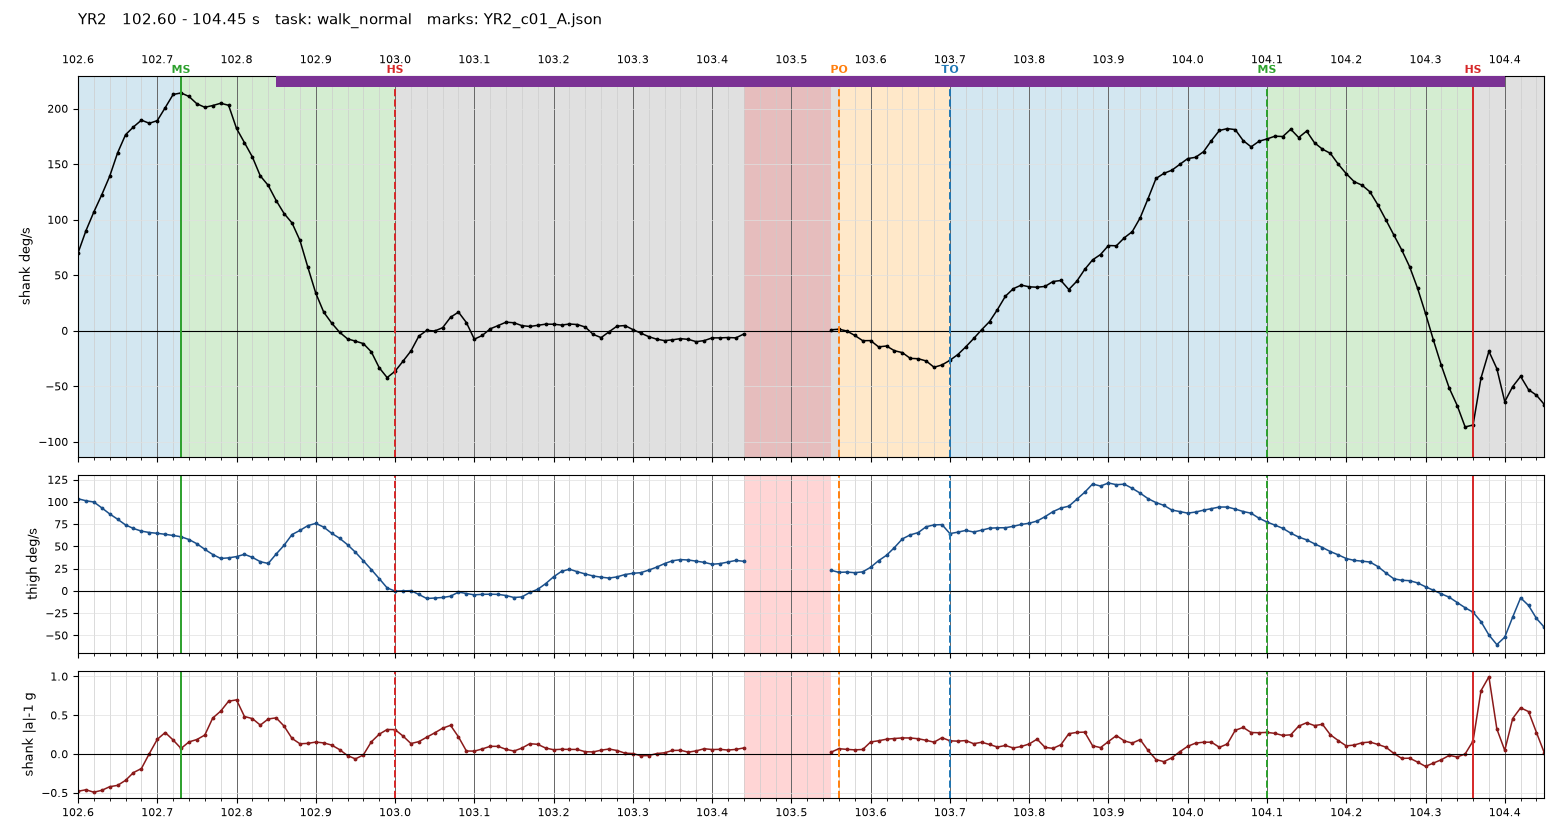 YR2   102.60 - 104.45 s   task: walk_normal   marks: YR2_c01_A.json
102.6 102.7 102.8 102.9 103.0 103.1 103.2 103.3 103.4 103.5 103.6 103.7 103.8 103.9 104.0 104.1 104.2 104.3 104.4
MS HS PO TO MS HS
shank deg/s
200
150
100
50
0
−50
−100
thigh deg/s
125
100
75
50
25
0
−25
−50
shank |a|-1 g
1.0
0.5
0.0
−0.5
102.6 102.7 102.8 102.9 103.0 103.1 103.2 103.3 103.4 103.5 103.6 103.7 103.8 103.9 104.0 104.1 104.2 104.3 104.4